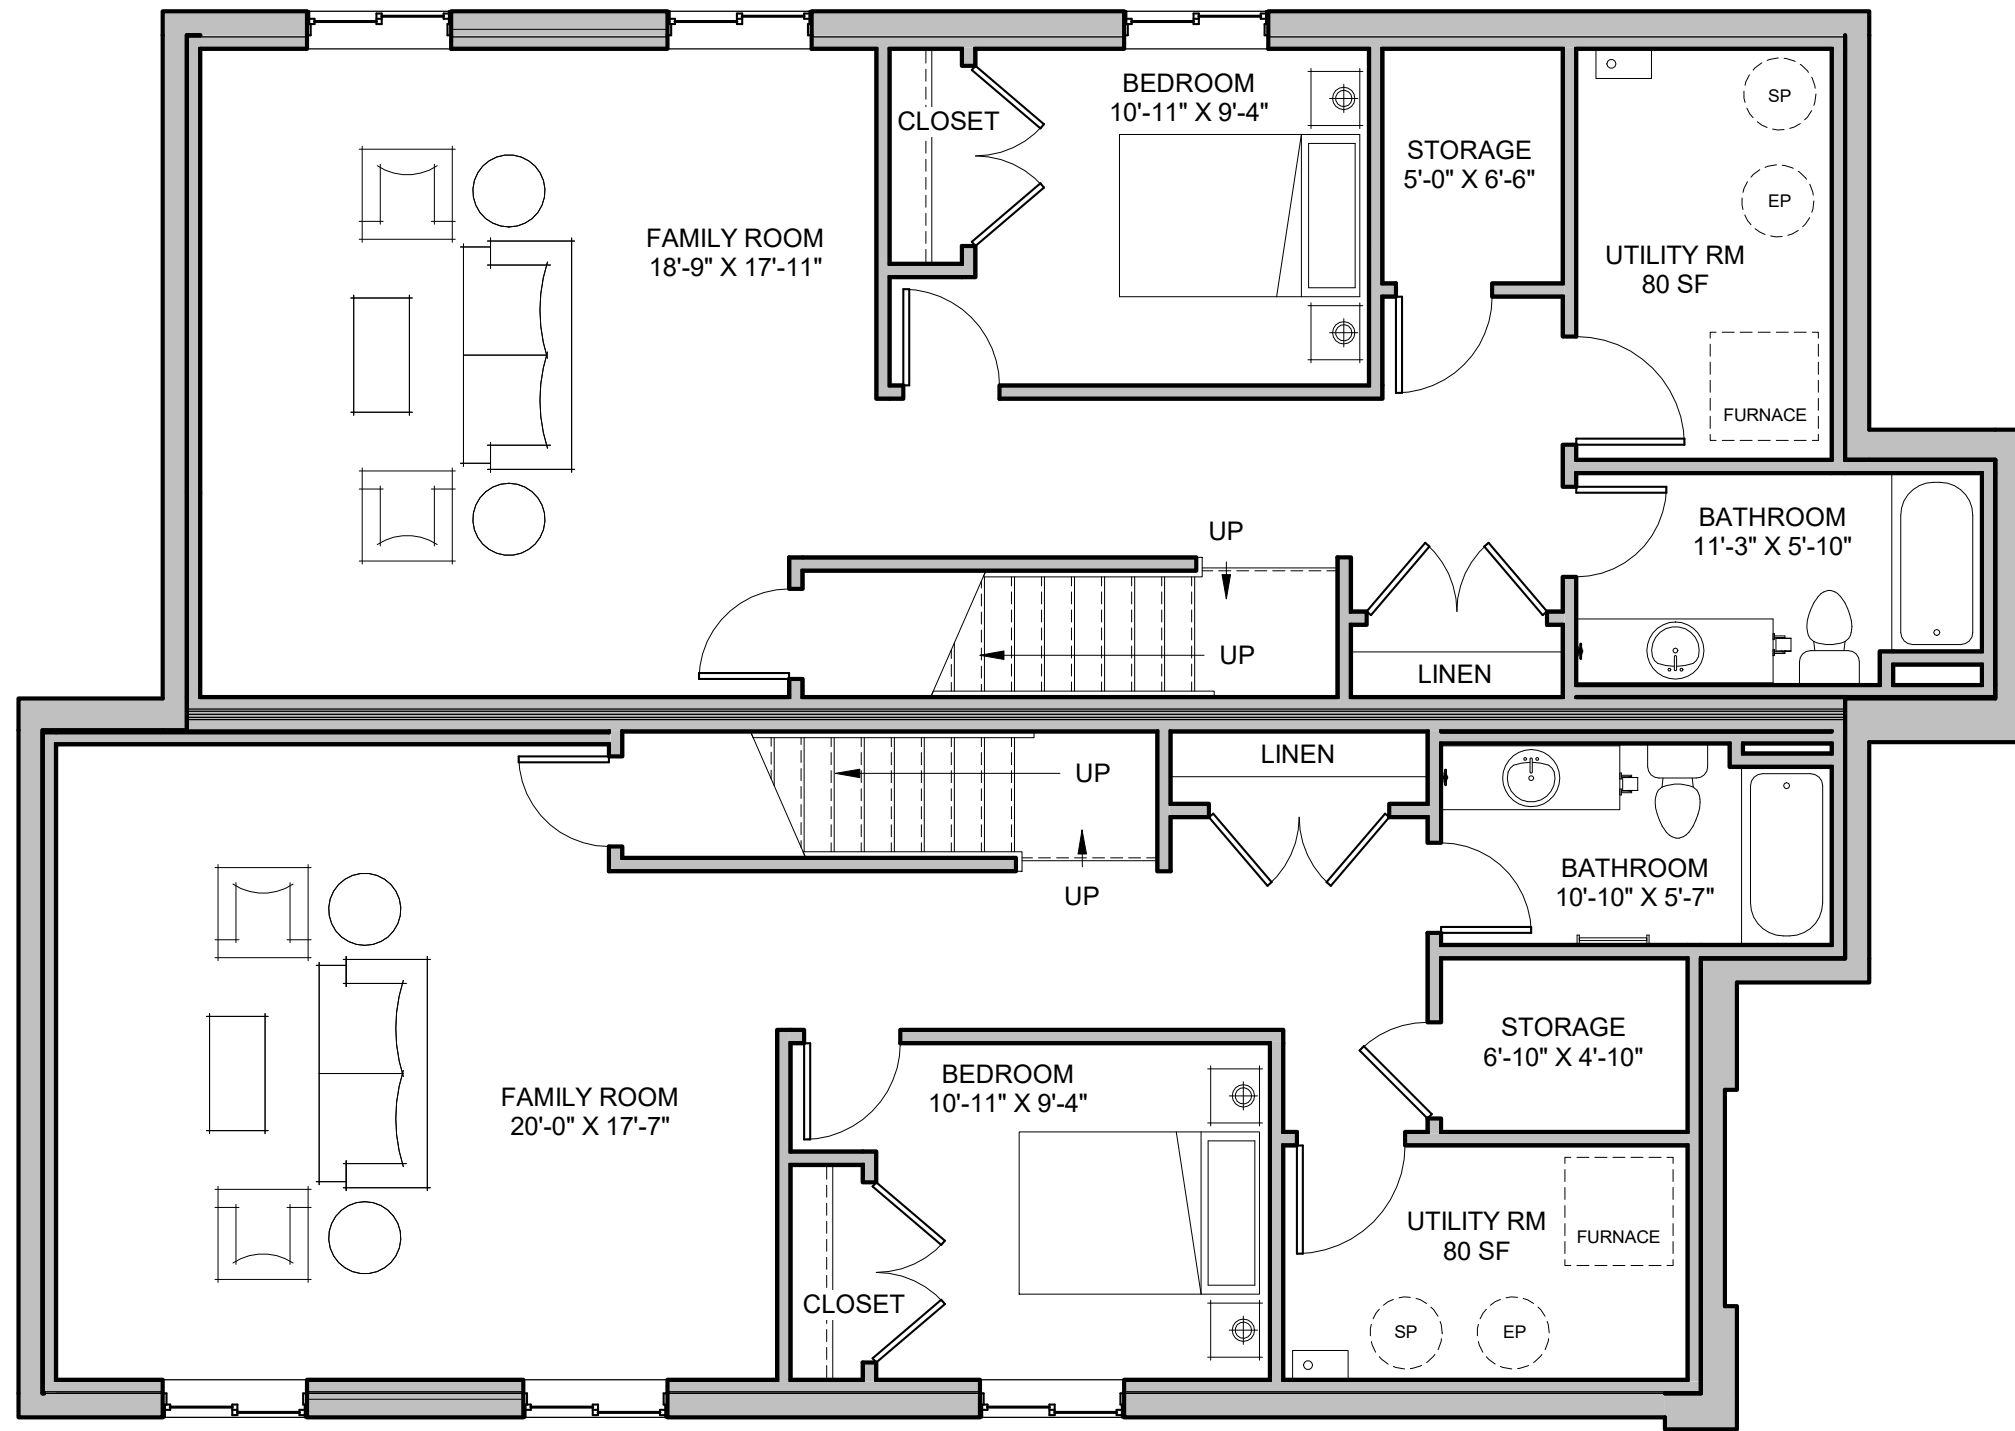 BEDROOM
10'-11" X 9'-4"
CLOSET
SP
STORAGE
5'-0" X 6'-6"
EP
FAMILY ROOM
18'-9" X 17'-11"
UTILITY RM
80 SF
FURNACE
BATHROOM
11'-3" X 5'-10"
UP
UP
LINEN
LINEN
UP
UP
BATHROOM
10'-10" X 5'-7"
STORAGE
6'-10" X 4'-10"
BEDROOM
10'-11" X 9'-4"
FAMILY ROOM
20'-0" X 17'-7"
UTILITY RM
80 SF
FURNACE
CLOSET
SP
EP